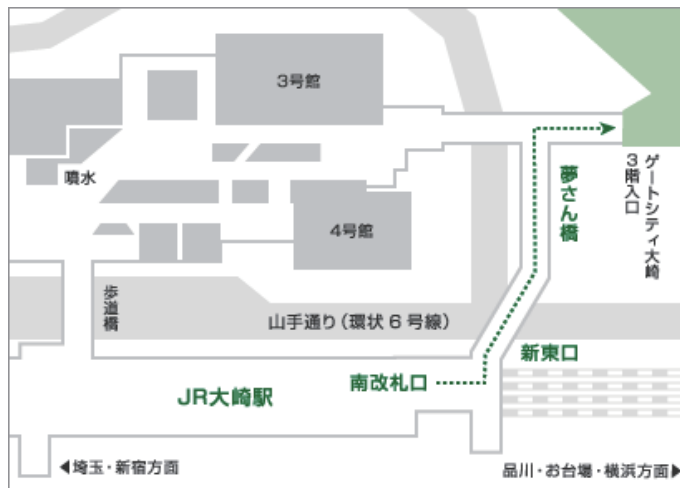 3号館
噴水
4号館
夢さん橋
ゲートシティ大崎
3階入口
歩道橋
山手通り（環状６号線）
新東口
南改札口
JR大崎駅
◀埼玉・新宿方面
品川・お台場・横浜方面▶